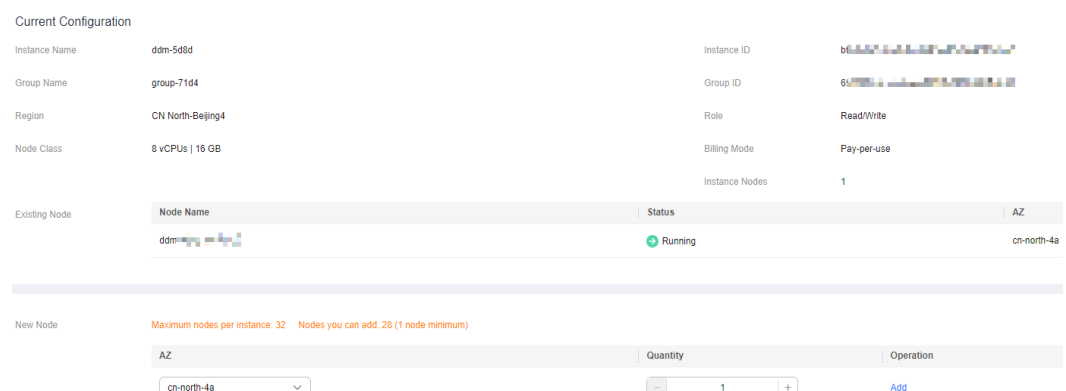 Current Configuration
Instance Name ddm-5d8d Instance ID
Group Name group-71d4 Group ID
Region CN North-Beijing4 Role Read/Write
Node Class 8 vCPUs | 16 GB Billing Mode Pay-per-use
Instance Nodes 1
Existing Node Node Name Status AZ
ddm Running cn-north-4a
New Node Maximum nodes per instance: 32 Nodes you can add: 28 (1 node minimum)
AZ Quantity Operation
cn-north-4a 1 Add